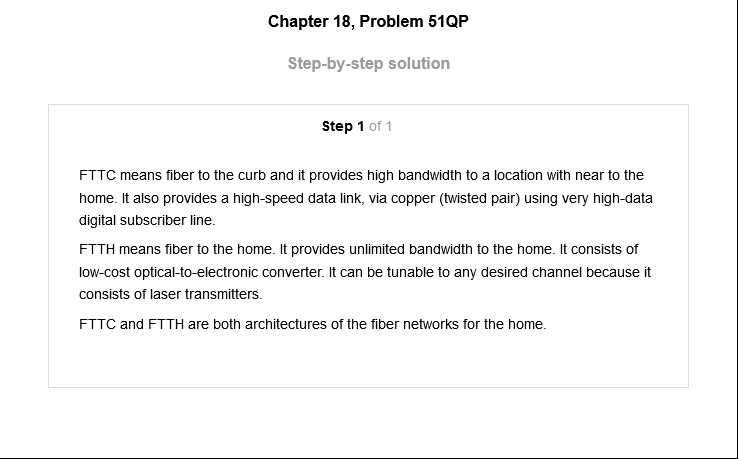 Chapter 18, Problem 51QP
Step-by-step solution
Step 1 of 1
FTTC means fiber to the curb and it provides high bandwidth to a location with near to the
home. It also provides a high-speed data link, via copper (twisted pair) using very high-data
digital subscriber line.
FTTH means fiber to the home. It provides unlimited bandwidth to the home. It consists of
low-cost optical-to-electronic converter. It can be tunable to any desired channel because it
consists of laser transmitters.
FTTC and FTTH are both architectures of the fiber networks for the home.